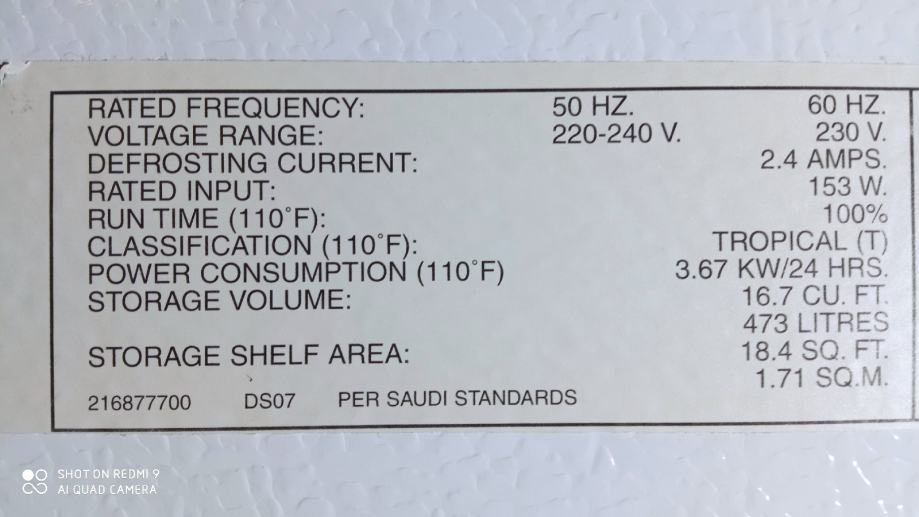 RATED FREQUENCY: 50 HZ. 60 HZ.
VOLTAGE RANGE: 220-240 V. 230 V.
DEFROSTING CURRENT: 2.4 AMPS.
RATED INPUT: 153 W.
RUN TIME (110°F): 100%
CLASSIFICATION (110°F): TROPICAL (T)
POWER CONSUMPTION (110°F) 3.67 KW/24 HRS.
STORAGE VOLUME: 16.7 CU. FT.
473 LITRES
STORAGE SHELF AREA: 18.4 SQ. FT.
1.71 SQ.M.
216877700 DS07 PER SAUDI STANDARDS
SHOT ON REDMI 9
AI QUAD CAMERA